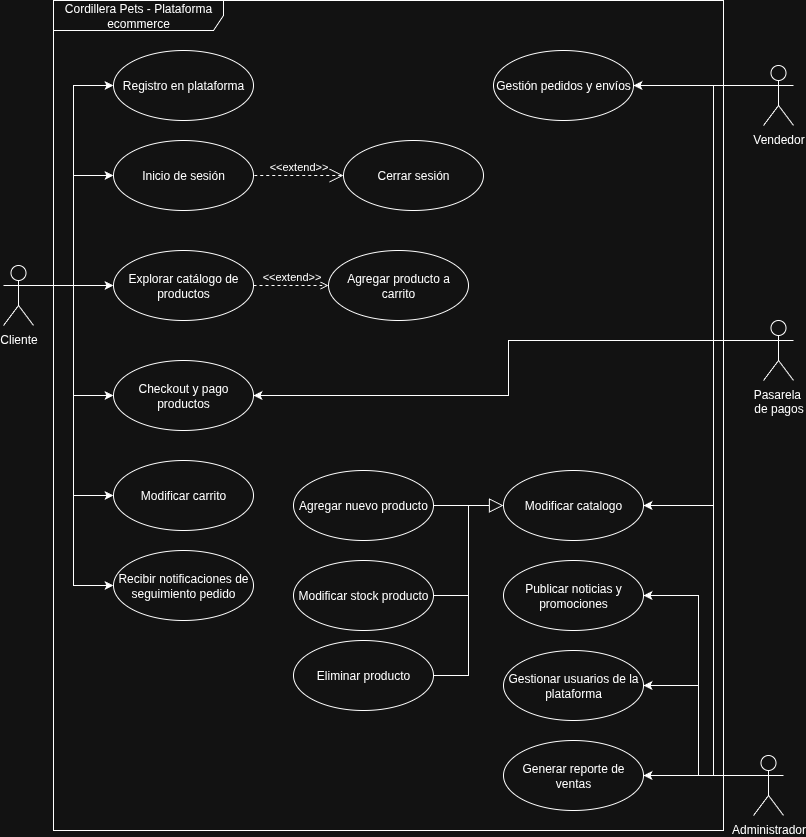 Cordillera Pets - Plataforma
ecommerce
Registro en plataforma
Gestión pedidos y envíos
Vendedor
Inicio de sesión
<<extend>>
Cerrar sesión
Explorar catálogo de
productos
<<extend>>
Agregar producto a
carrito
Cliente
Checkout y pago
productos
Pasarela
de pagos
Modificar carrito
Agregar nuevo producto
Modificar catalogo
Recibir notificaciones de
seguimiento pedido
Modificar stock producto
Publicar noticias y
promociones
Eliminar producto
Gestionar usuarios de la
plataforma
Generar reporte de
ventas
Administrador